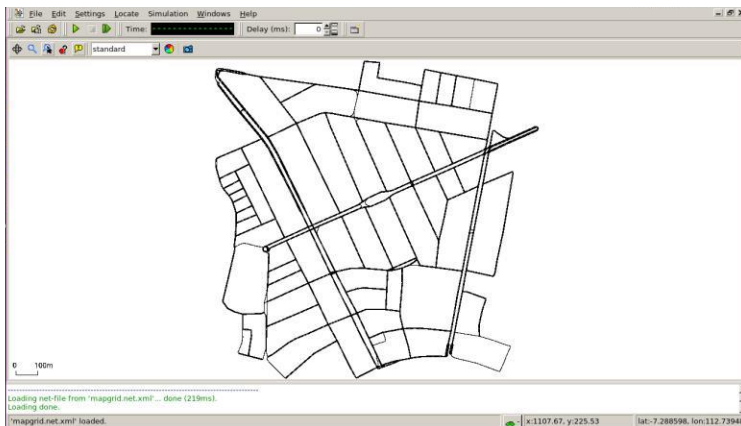 File Edit Settings Locate Simulation Windows Help
Time: Delay (ms): 0
standard
0 100m
Loading net-file from 'mapgrid.net.xml'... done (219ms).
Loading done.
'mapgrid.net.xml' loaded.
x:1107.67, y:225.53
lat:-7.288598, lon:112.7394